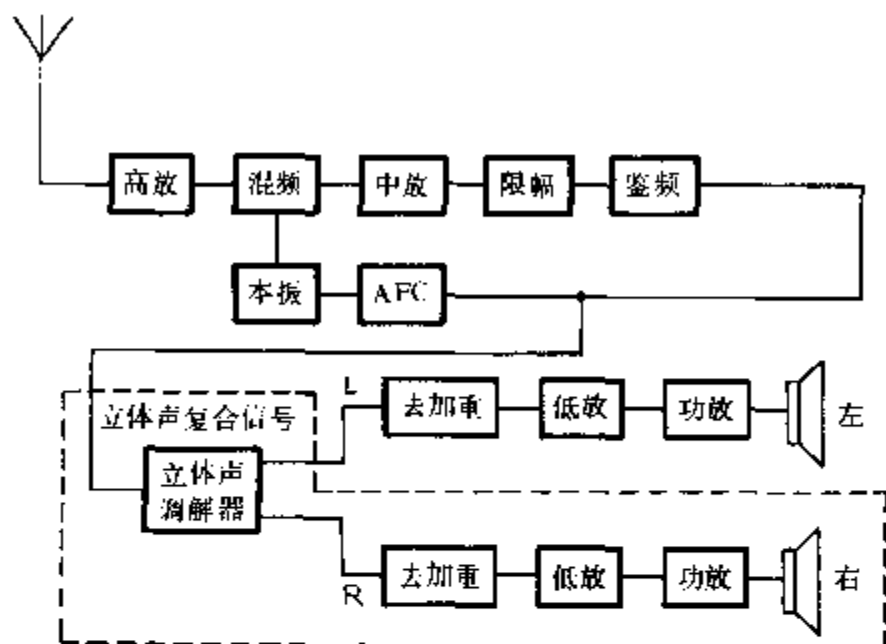 高放 混频 中放 限幅 鉴频
本振 AFC
L 去加重 低放 功放 左
立体声复合信号
立体声
调解器
R 去加重 低放 功放 右